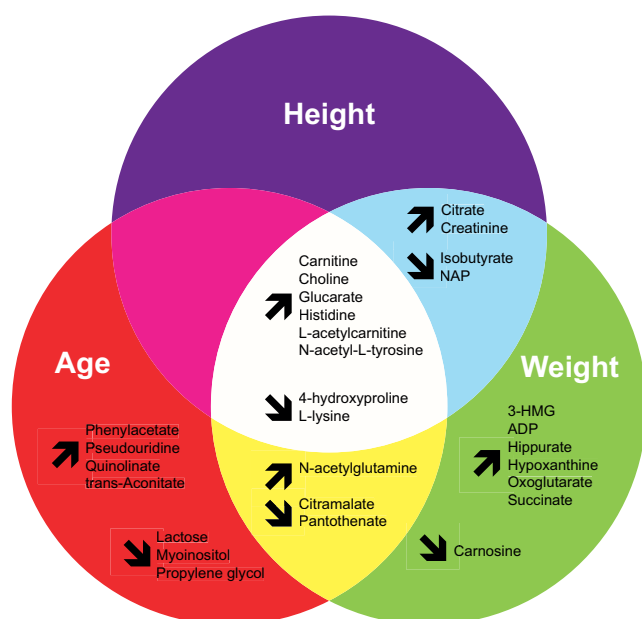 Height
Citrate
Creatinine
Isobutyrate
NAP
Carnitine
Choline
Glucarate
Histidine
L-acetylcarnitine
N-acetyl-L-tyrosine
4-hydroxyproline
L-lysine
Age
Phenylacetate
Pseudouridine
Quinolinate
trans-Aconitate
Lactose
Myoinositol
Propylene glycol
N-acetylglutamine
Citramalate
Pantothenate
Weight
3-HMG
ADP
Hippurate
Hypoxanthine
Oxoglutarate
Succinate
Carnosine